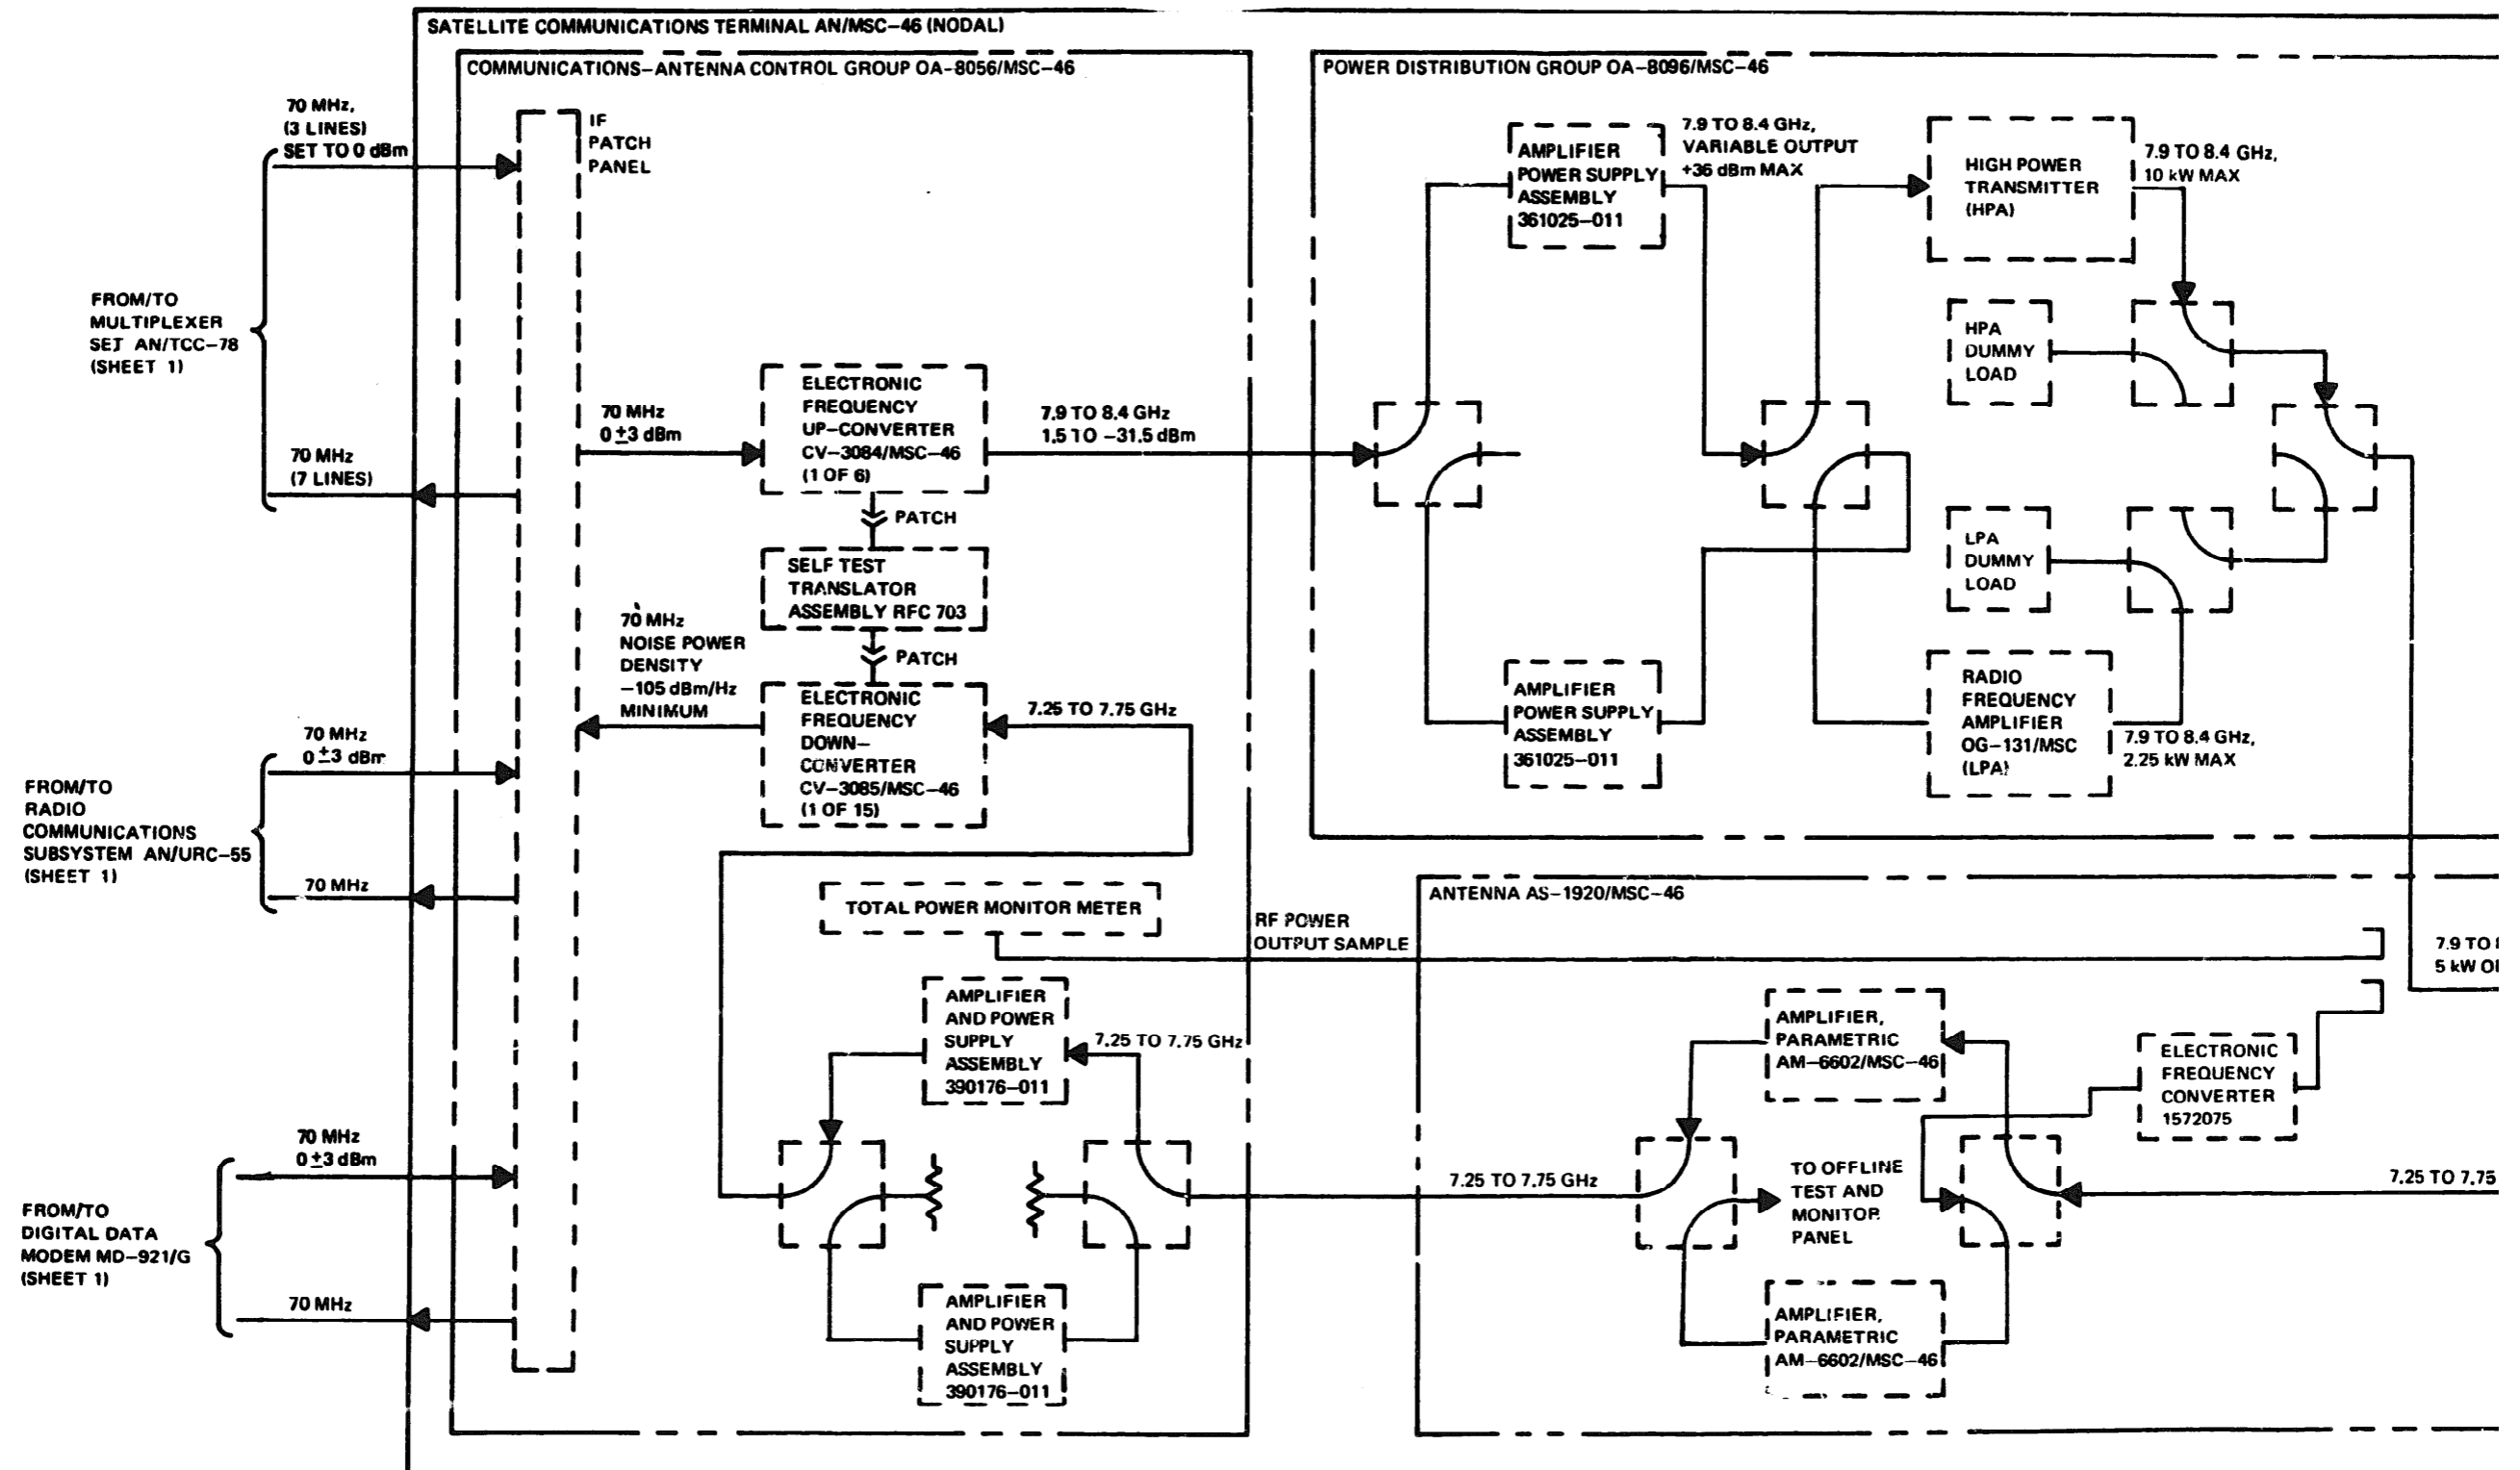 SATELLITE COMMUNICATIONS TERMINAL AN/MSC-46 (NODAL)
COMMUNICATIONS-ANTENNA CONTROL GROUP OA-8056/MSC-46
POWER DISTRIBUTION GROUP OA-8096/MSC-46
70 MHz,
(3 LINES)
SET TO 0 dBm
IF
PATCH
PANEL
FROM/TO
MULTIPLEXER
SET AN/TCC-78
(SHEET 1)
70 MHz
(7 LINES)
70 MHz
0 ±3 dBm
ELECTRONIC
FREQUENCY
UP-CONVERTER
CV-3084/MSC-46
(1 OF 6)
7.9 TO 8.4 GHz
1.5 TO -31.5 dBm
PATCH
SELF TEST
TRANSLATOR
ASSEMBLY RFC 703
PATCH
70 MHz
NOISE POWER
DENSITY
-105 dBm/Hz
MINIMUM
ELECTRONIC
FREQUENCY
DOWN-
CONVERTER
CV-3085/MSC-46
(1 OF 15)
7.25 TO 7.75 GHz
AMPLIFIER
POWER SUPPLY
ASSEMBLY
361025-011
7.9 TO 8.4 GHz,
VARIABLE OUTPUT
+36 dBm MAX
HIGH POWER
TRANSMITTER
(HPA)
7.9 TO 8.4 GHz,
10 kW MAX
HPA
DUMMY
LOAD
LPA
DUMMY
LOAD
AMPLIFIER
POWER SUPPLY
ASSEMBLY
361025-011
RADIO
FREQUENCY
AMPLIFIER
OG-131/MSC
(LPA)
7.9 TO 8.4 GHz,
2.25 kW MAX
70 MHz
0 ±3 dBm
FROM/TO
RADIO
COMMUNICATIONS
SUBSYSTEM AN/URC-55
(SHEET 1)
70 MHz
TOTAL POWER MONITOR METER
RF POWER
OUTPUT SAMPLE
ANTENNA AS-1920/MSC-46
7.9 TO
5 kW
AMPLIFIER
AND POWER
SUPPLY
ASSEMBLY
390176-011
7.25 TO 7.75 GHz
AMPLIFIER,
PARAMETRIC
AM-6602/MSC-46
ELECTRONIC
FREQUENCY
CONVERTER
1572075
70 MHz
0 ±3 dBm
FROM/TO
DIGITAL DATA
MODEM MD-921/G
(SHEET 1)
70 MHz
7.25 TO 7.75 GHz
TO OFFLINE
TEST AND
MONITOR
PANEL
7.25 TO 7.75
AMPLIFIER
AND POWER
SUPPLY
ASSEMBLY
390176-011
AMPLIFIER,
PARAMETRIC
AM-6602/MSC-46